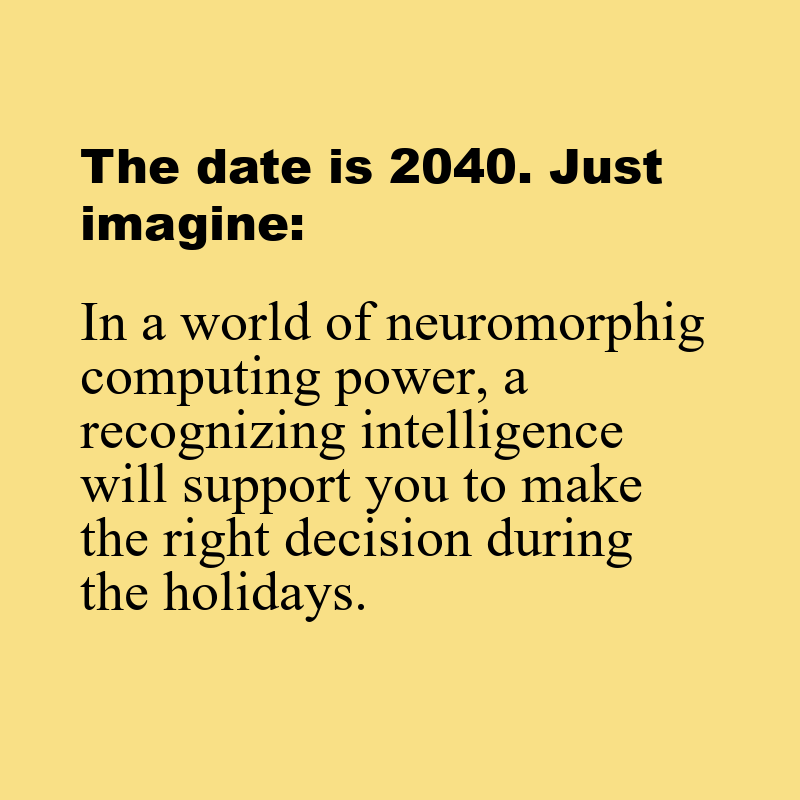 The date is 2040. Just
imagine:
In a world of neuromorphig
computing power, a
recognizing intelligence
will support you to make
the right decision during
the holidays.